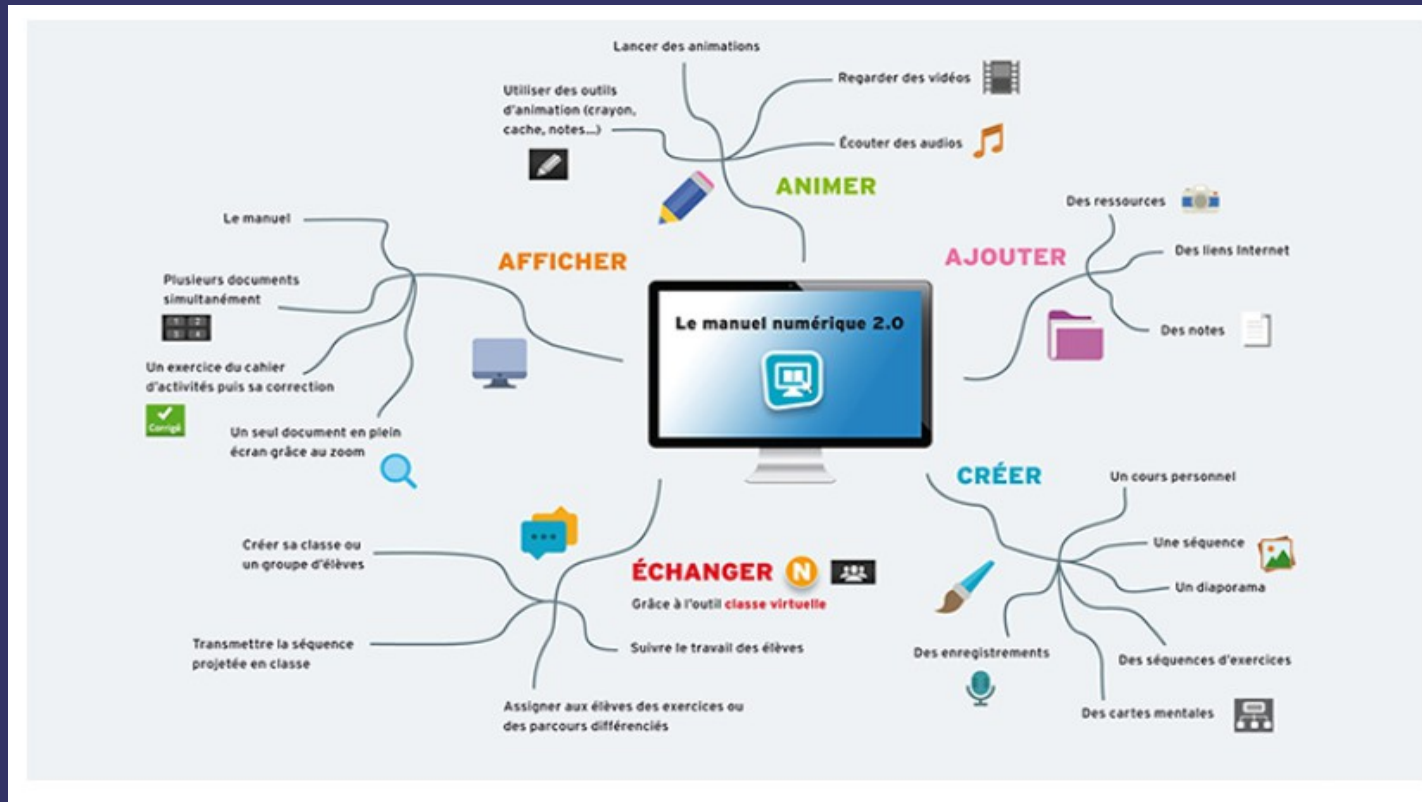 Lancer des animations
Regarder des vidéos
Utiliser des outils
d'animation (crayon,
cache, notes...)
Écouter des audios
ANIMER
Le manuel
Plusieurs documents
simultanément
1 2
3 4
Un exercice du cahier
d'activités puis sa correction
Corrigé
Un seul document en plein
écran grâce au zoom
AFFICHER
AJOUTER
Des ressources
Des liens Internet
Des notes
Le manuel numérique 2.0
CRÉER
Un cours personnel
Une séquence
Un diaporama
Des séquences d'exercices
Des cartes mentales
Des enregistrements
ÉCHANGER N
Grâce à l'outil classe virtuelle
Créer sa classe ou
un groupe d'élèves
Transmettre la séquence
projetée en classe
Suivre le travail des élèves
Assigner aux élèves des exercices ou
des parcours différenciés